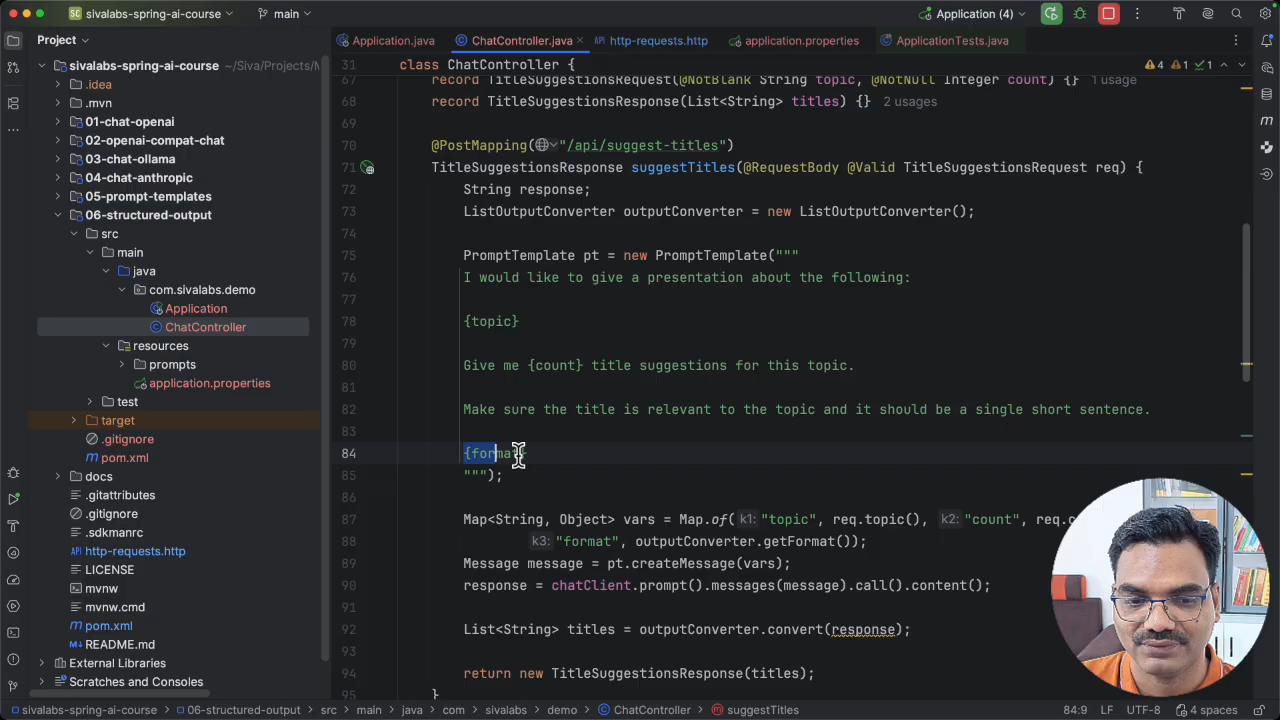 sivalabs-spring-ai-course
main
Application (4)
Project
Application.java
ChatController.java
http-requests.http
application.properties
ApplicationTests.java
sivalabs-spring-ai-course ~/Siva/Projects/M
.idea
.mvn
01-chat-openai
02-openai-compat-chat
03-chat-ollama
04-chat-anthropic
05-prompt-templates
06-structured-output
src
main
java
com.sivalabs.demo
Application
ChatController
resources
prompts
application.properties
test
target
.gitignore
pom.xml
docs
.gitattributes
.gitignore
.sdkmanrc
http-requests.http
LICENSE
mvnw
mvnw.cmd
pom.xml
README.md
External Libraries
Scratches and Consoles
31 class ChatController { 4 1 1
67 record TitleSuggestionsRequest(@NotBlank String topic, @NotNull Integer count) {} 1 usage
68 record TitleSuggestionsResponse(List<String> titles) {} 2 usages
69
70 @PostMapping("/api/suggest-titles")
71 TitleSuggestionsResponse suggestTitles(@RequestBody @Valid TitleSuggestionsRequest req) {
72 String response;
73 ListOutputConverter outputConverter = new ListOutputConverter();
74
75 PromptTemplate pt = new PromptTemplate("""
76 I would like to give a presentation about the following:
77
78 {topic}
79
80 Give me {count} title suggestions for this topic.
81
82 Make sure the title is relevant to the topic and it should be a single short sentence.
83
84 {format}
85 """);
86
87 Map<String, Object> vars = Map.of( k1: "topic", req.topic(), k2: "count", req.c
88 k3: "format", outputConverter.getFormat());
89 Message message = pt.createMessage(vars);
90 response = chatClient.prompt().messages(message).call().content();
91
92 List<String> titles = outputConverter.convert(response);
93
94 return new TitleSuggestionsResponse(titles);
95 }
sivalabs-spring-ai-course > 06-structured-output > src > main > java > com > sivalabs > demo > ChatController > suggestTitles
84:9 LF UTF-8 4 spaces